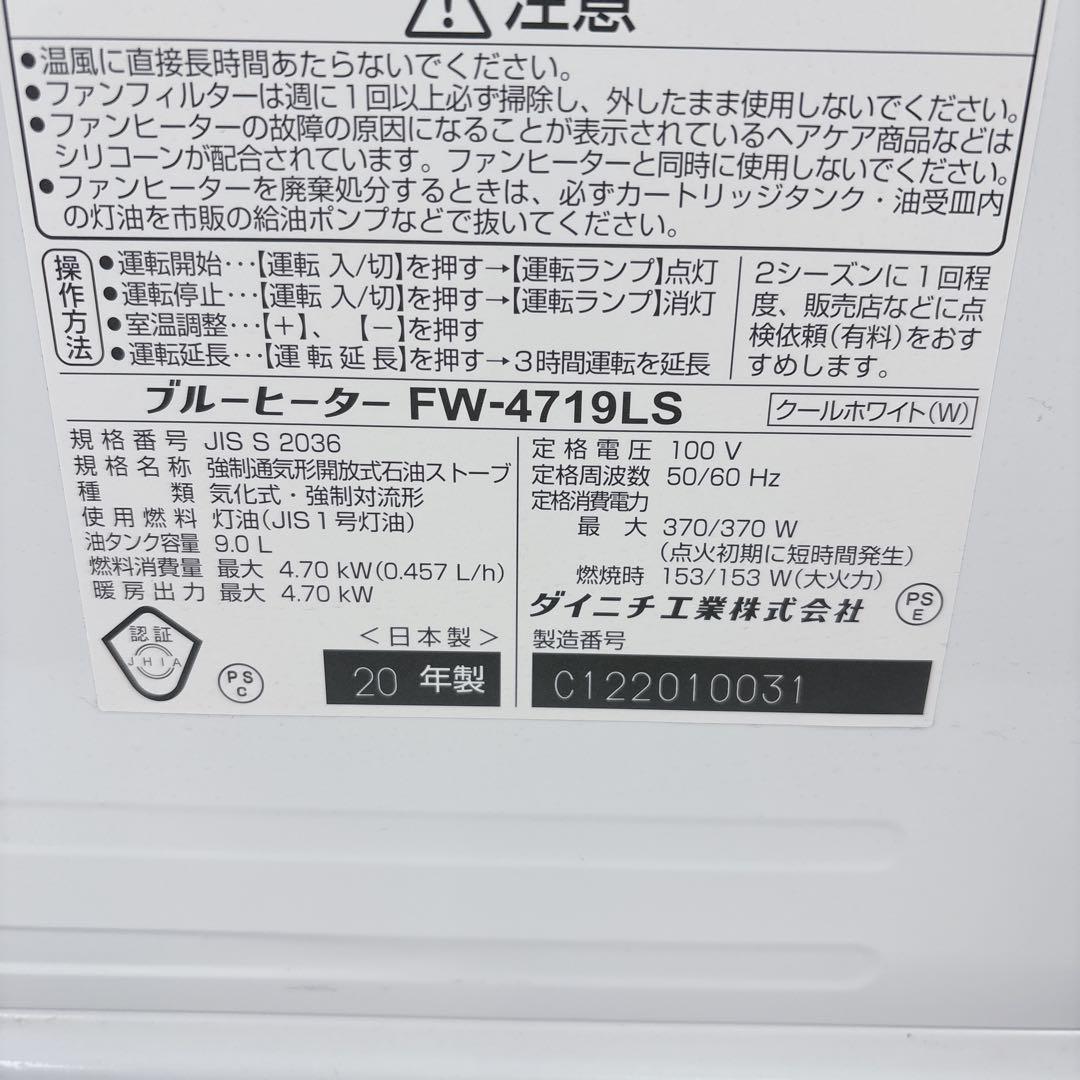 注意
●温風に直接長時間あたらないでください。
●ファンフィルターは週に1回以上必ず掃除し、外したまま使用しないでください。
●ファンヒーターの故障の原因になることが表示されているヘアケア商品などは
シリコーンが配合されています。ファンヒーターと同時に使用しないでください。
●ファンヒーターを廃棄処分するときは、必ずカートリッジタンク・油受皿内
の灯油を市販の給油ポンプなどで抜いてください。
操作方法
●運転開始･･･【運転 入/切】を押す→【運転ランプ】点灯
●運転停止･･･【運転 入/切】を押す→【運転ランプ】消灯
●室温調整･･･【+】、【−】を押す
●運転延長･･･【運転延長】を押す→3時間運転を延長
2シーズンに1回程
度、販売店などに点
検依頼(有料)をおす
すめします。
ブルーヒーター FW-4719LS
クールホワイト(W)
規格番号 JIS S 2036
規格名称 強制通気形開放式石油ストーブ
種類 気化式・強制対流形
使用燃料 灯油(JIS1号灯油)
油タンク容量 9.0 L
燃料消費量 最大 4.70 kW(0.457 L/h)
暖房出力 最大 4.70 kW
認証
JHIA
PS
C
<日本製>
20 年製
定格電圧 100 V
定格周波数 50/60 Hz
定格消費電力
最大 370/370 W
(点火初期に短時間発生)
燃焼時 153/153 W(大火力)
ダイニチ工業株式会社
PS
E
製造番号
C122010031